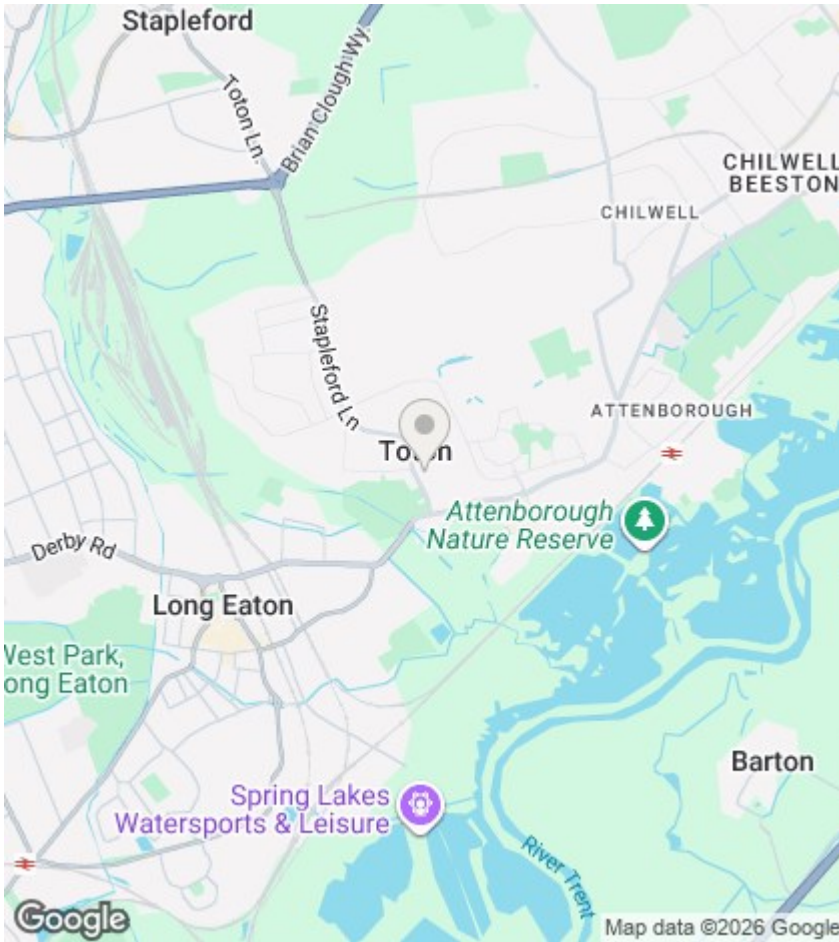 Stapleford
Toton Ln.
Brian Clough Wy.
CHILWELL
BEESTON
CHILWELL
Stapleford Ln
ATTENBOROUGH
Toton
Attenborough
Nature Reserve
Derby Rd
Long Eaton
West Park,
ong Eaton
Barton
Spring Lakes
Watersports & Leisure
River Trent
Google
Map data ©2026 Google